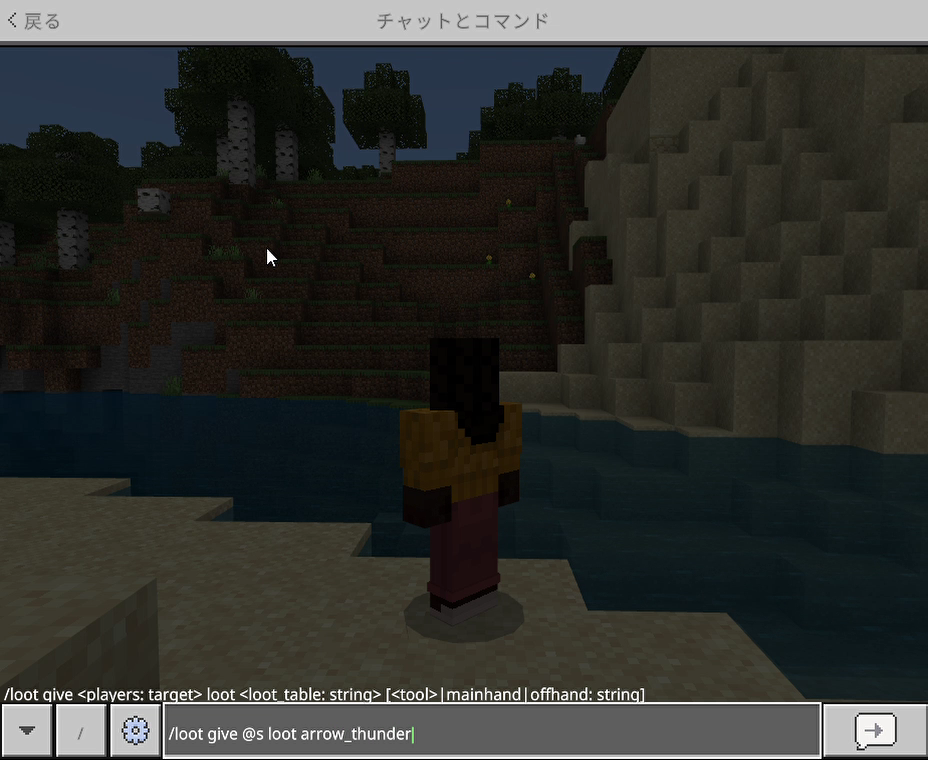 戻る
チャットとコマンド
/loot give <players: target> loot <loot_table: string> [<tool>|mainhand|offhand: string]
/
/loot give @s loot arrow_thunder